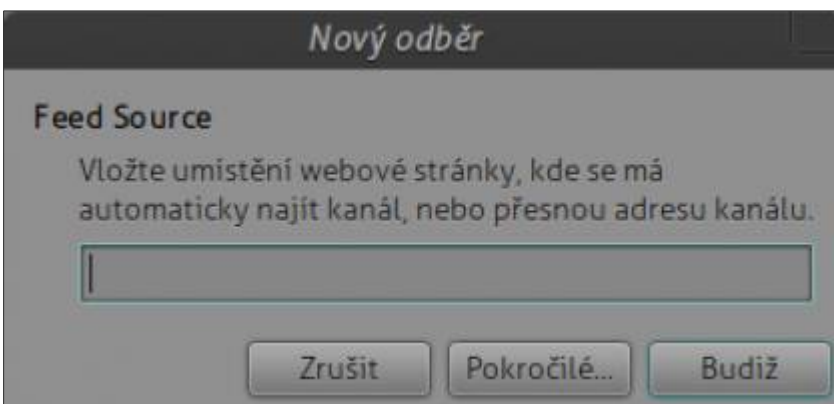 Nový odběr
Feed Source
Vložte umístění webové stránky, kde se má
automaticky najít kanál, nebo přesnou adresu kanálu.
Zrušit Pokročilé... Budiž